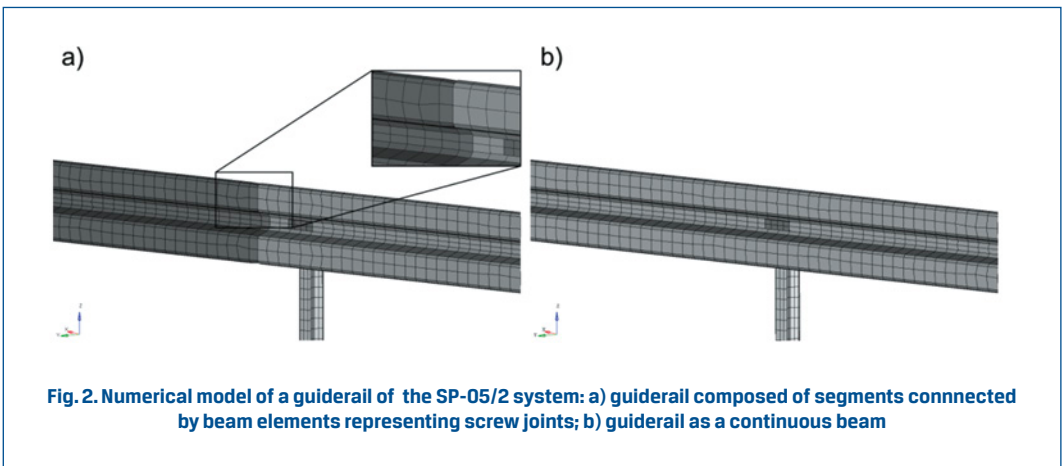 a)
b)
Fig. 2. Numerical model of a guiderail of the SP-05/2 system: a) guiderail composed of segments connnected
by beam elements representing screw joints; b) guiderail as a continuous beam